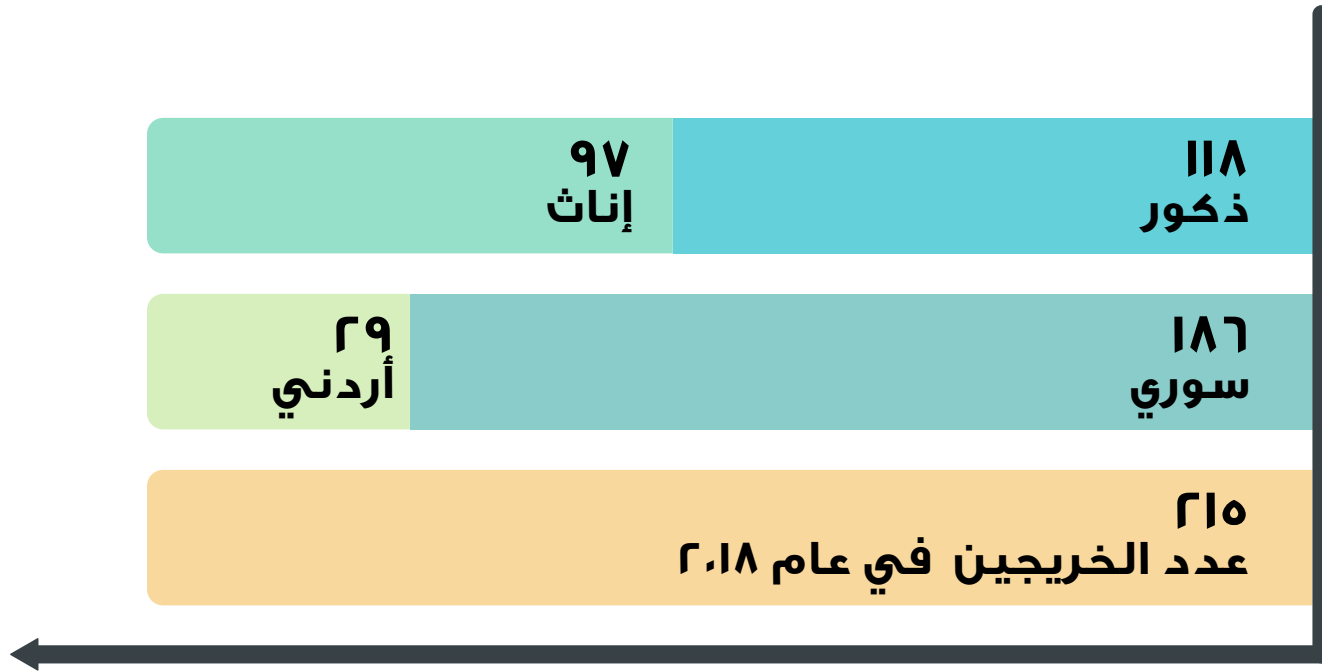 ١١٨
ذكور
٩٧
إناث
١٨٦
سوري
٢٩
أردني
٢١٥
عدد الخريجين في عام ٢٠١٨